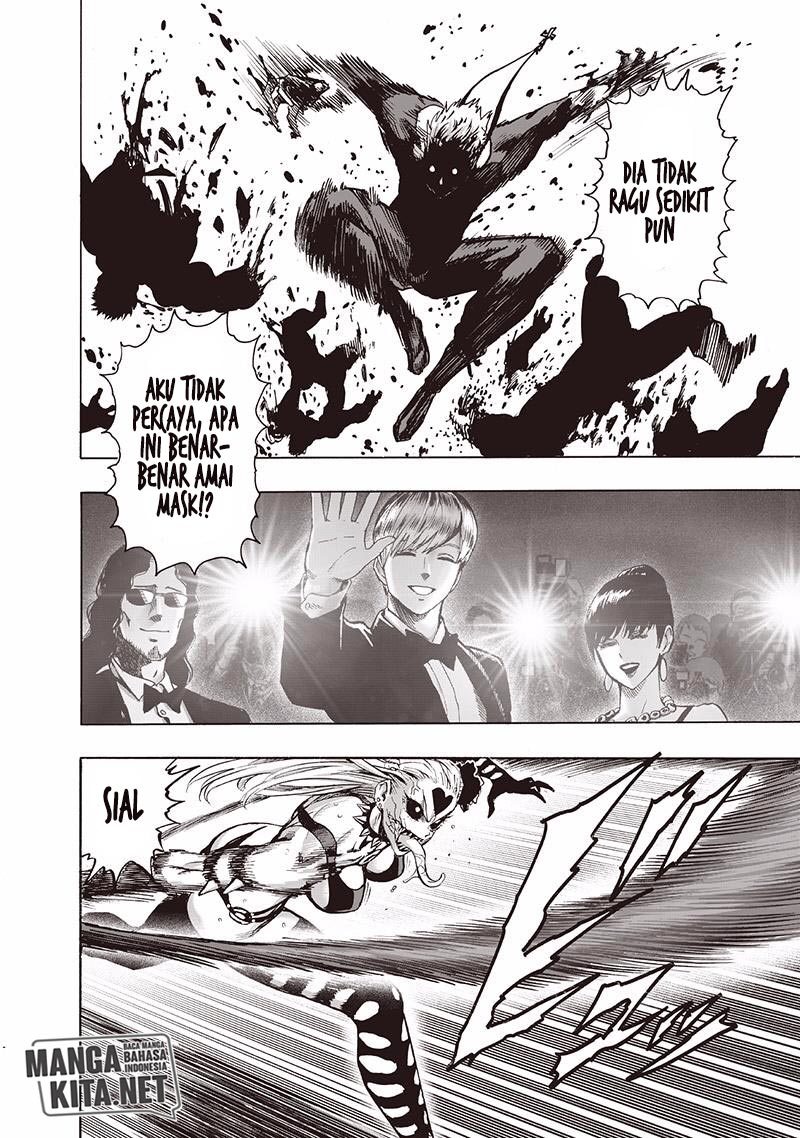 DIA TIDAK
RAGU SEDIKIT
PUN
AKU TIDAK
PERCAYA, APA
INI BENAR-
BENAR AMAI
MASK!?
SIAL
MANGA
BACA MANGA
BAHASA
INDONESIA
KITA.NET